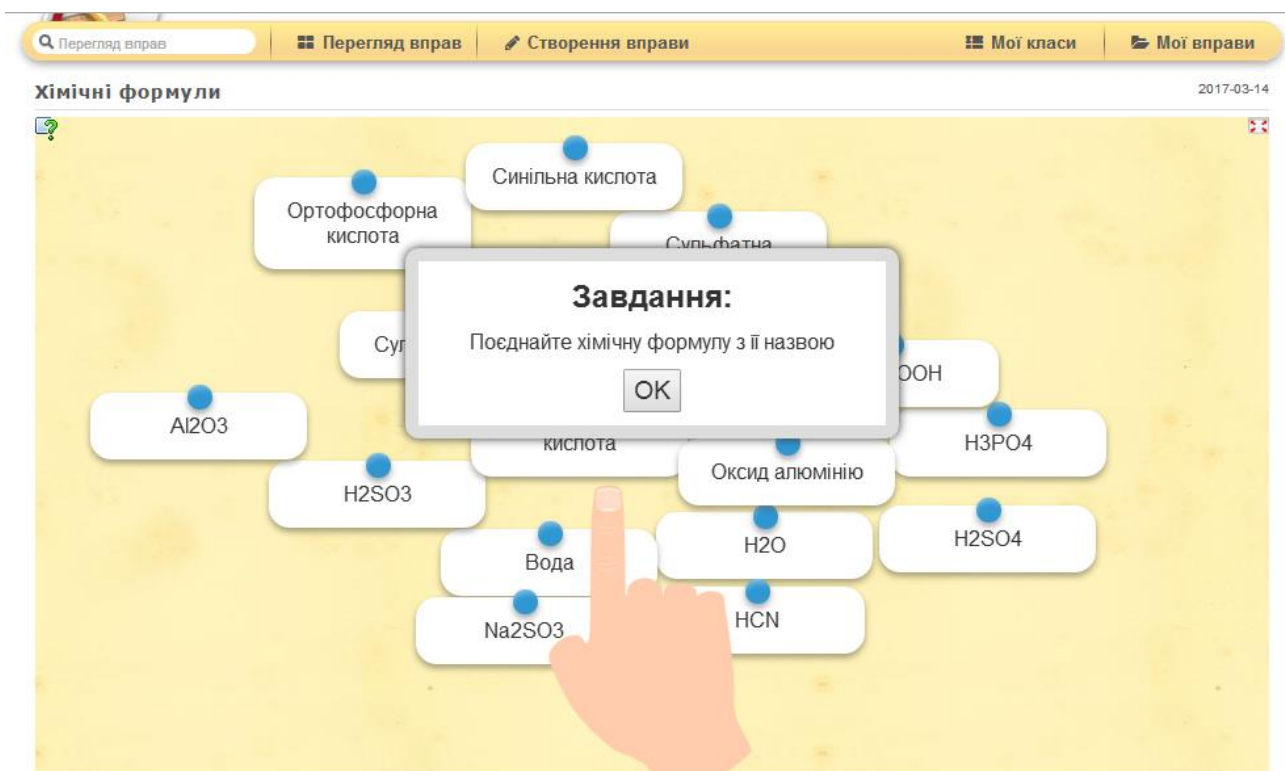 Перегляд вправ
Перегляд вправ
Створення вправи
Мої класи
Мої вправи
Хімічні формули
2017-03-14
Синільна кислота
Ортофосфорна
кислота
Сульфатна
Завдання:
Поєднайте хімічну формулу з її назвою
OK
Al2O3
H3PO4
кислота
Оксид алюмінію
H2SO3
H2SO4
H2O
Вода
HCN
Na2SO3